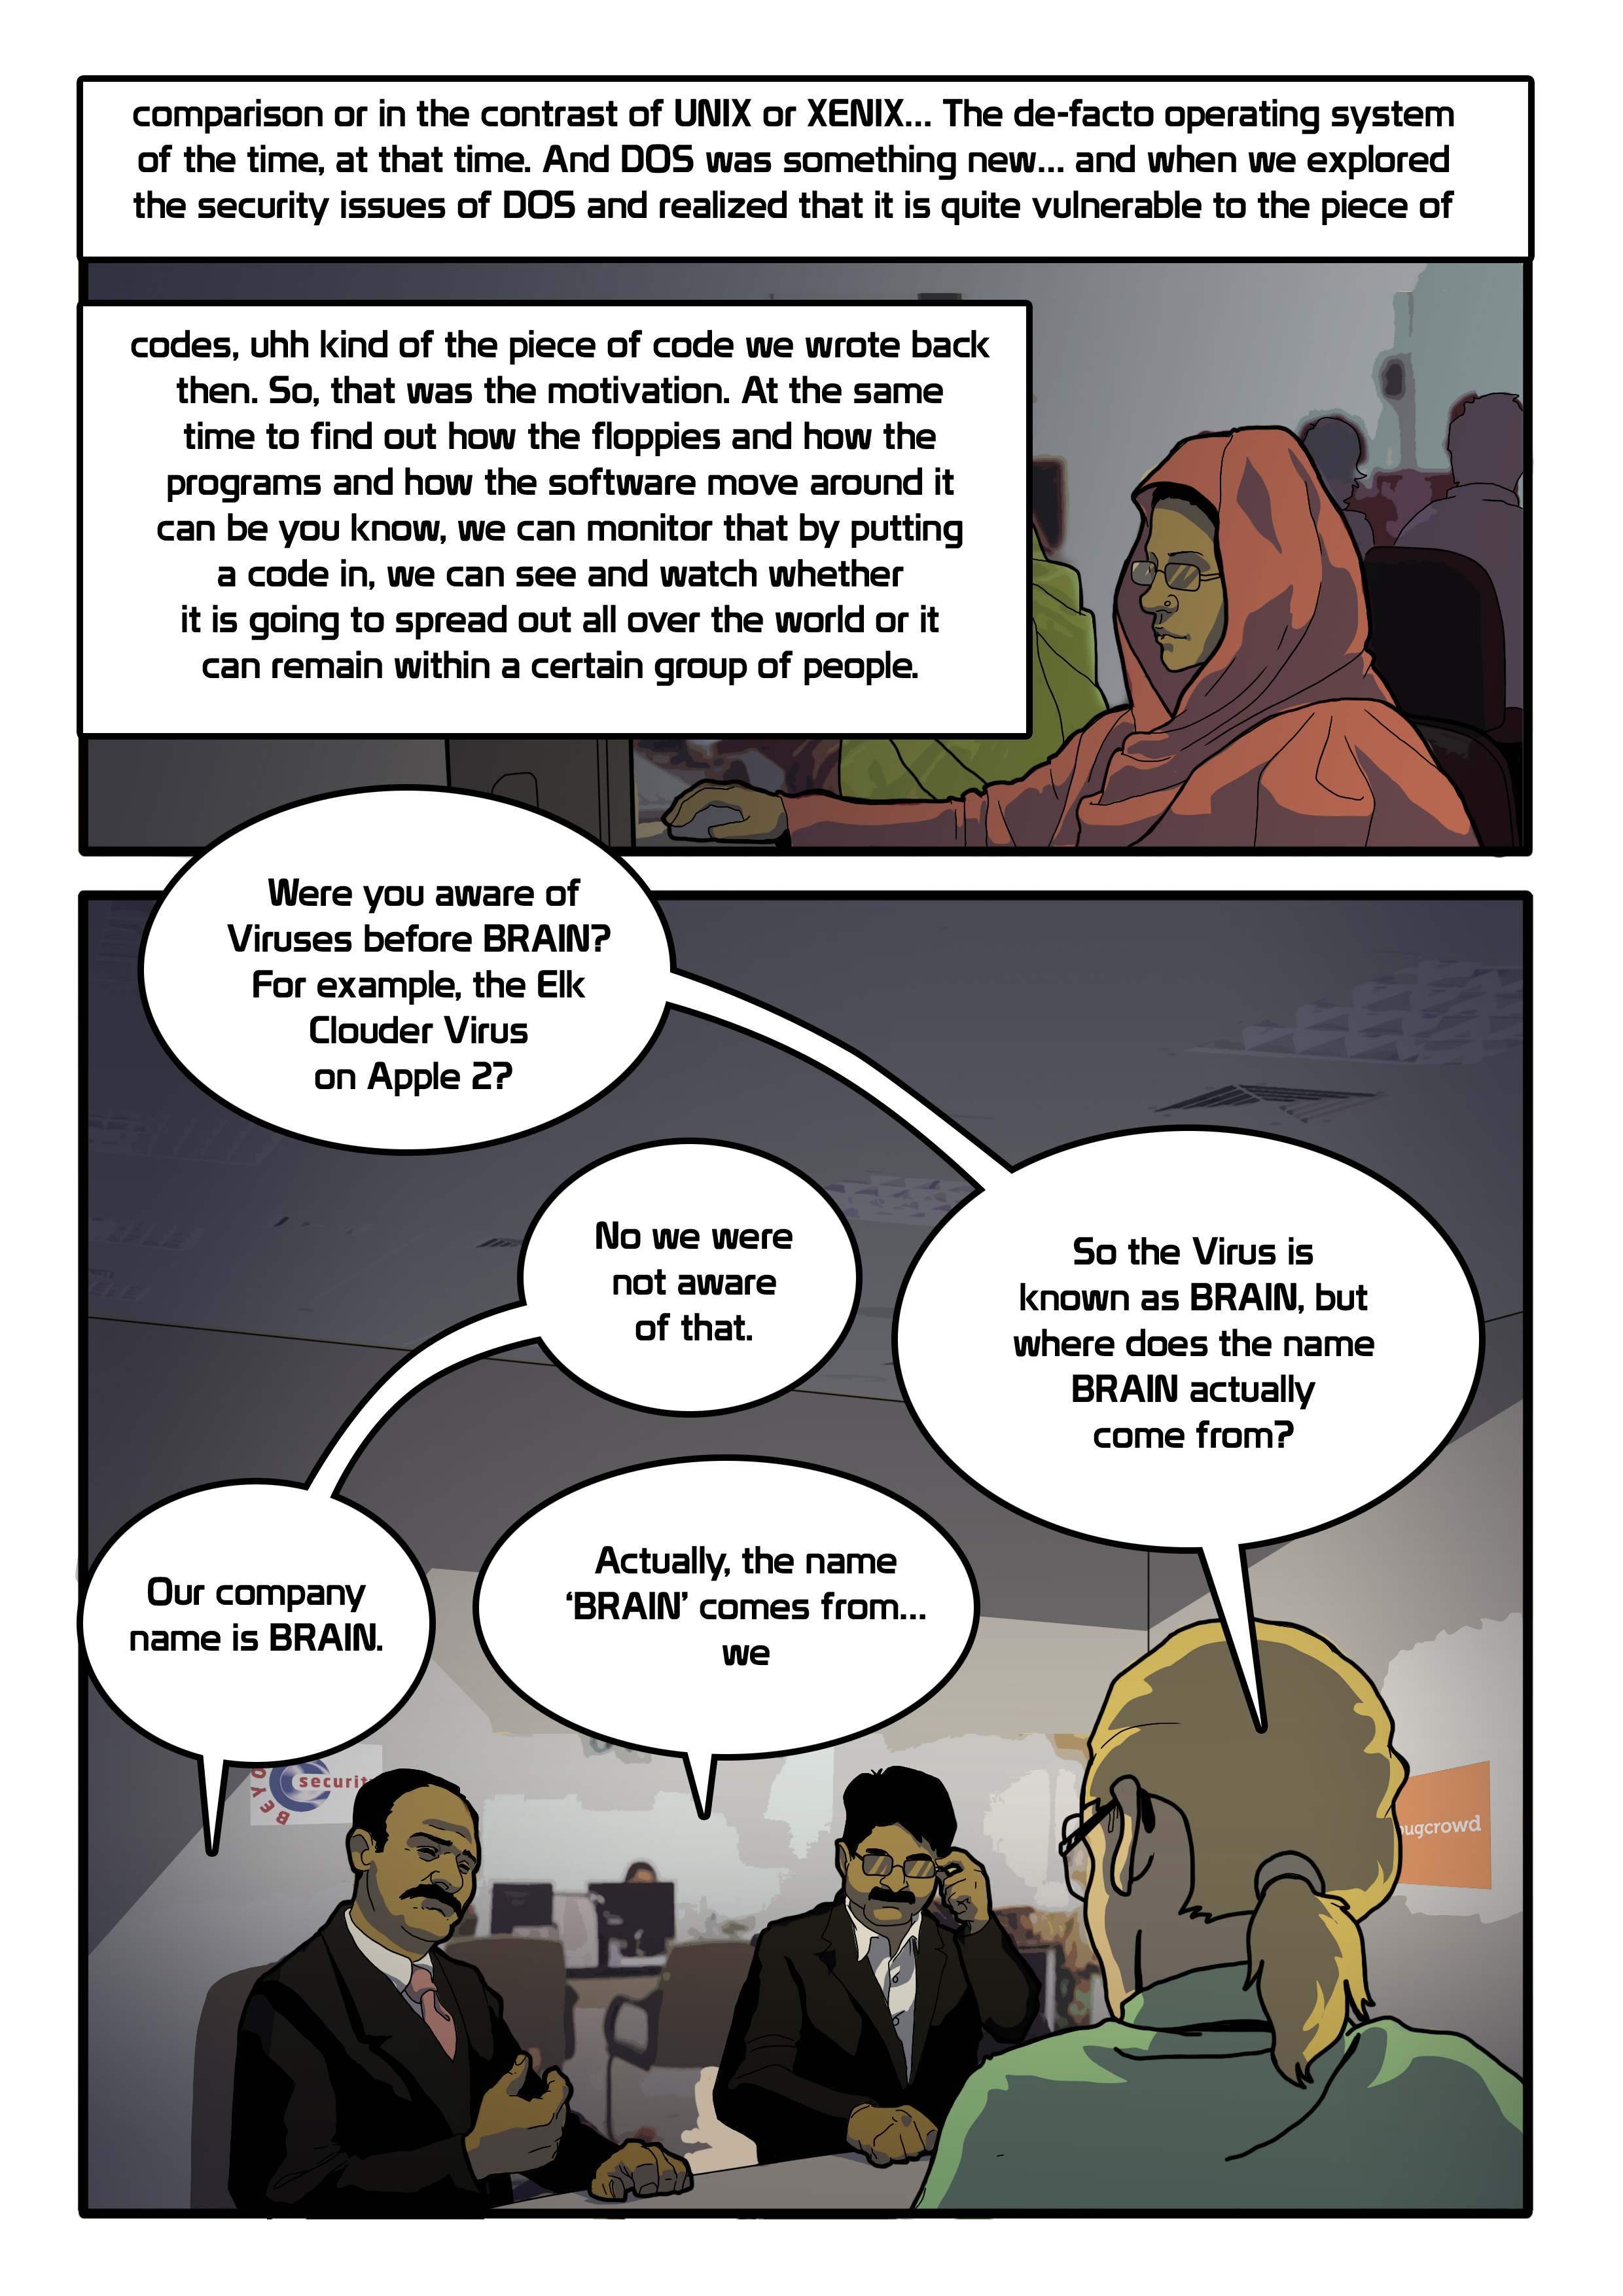 comparison or in the contrast of UNIX or XENIX... The de-facto operating system
of the time, at that time. And DOS was something new... and when we explored
the security issues of DOS and realized that it is quite vulnerable to the piece of
codes, uhh kind of the piece of code we wrote back
then. So, that was the motivation. At the same
time to find out how the floppies and how the
programs and how the software move around it
can be you know, we can monitor that by putting
a code in, we can see and watch whether
it is going to spread out all over the world or it
can remain within a certain group of people.
Were you aware of
Viruses before BRAIN?
For example, the Elk
Clouder Virus
on Apple 2?
No we were
not aware
of that.
So the Virus is
known as BRAIN, but
where does the name
BRAIN actually
come from?
Our company
name is BRAIN.
Actually, the name
‘BRAIN’ comes from...
we
BEYO
securit
ugcrowd